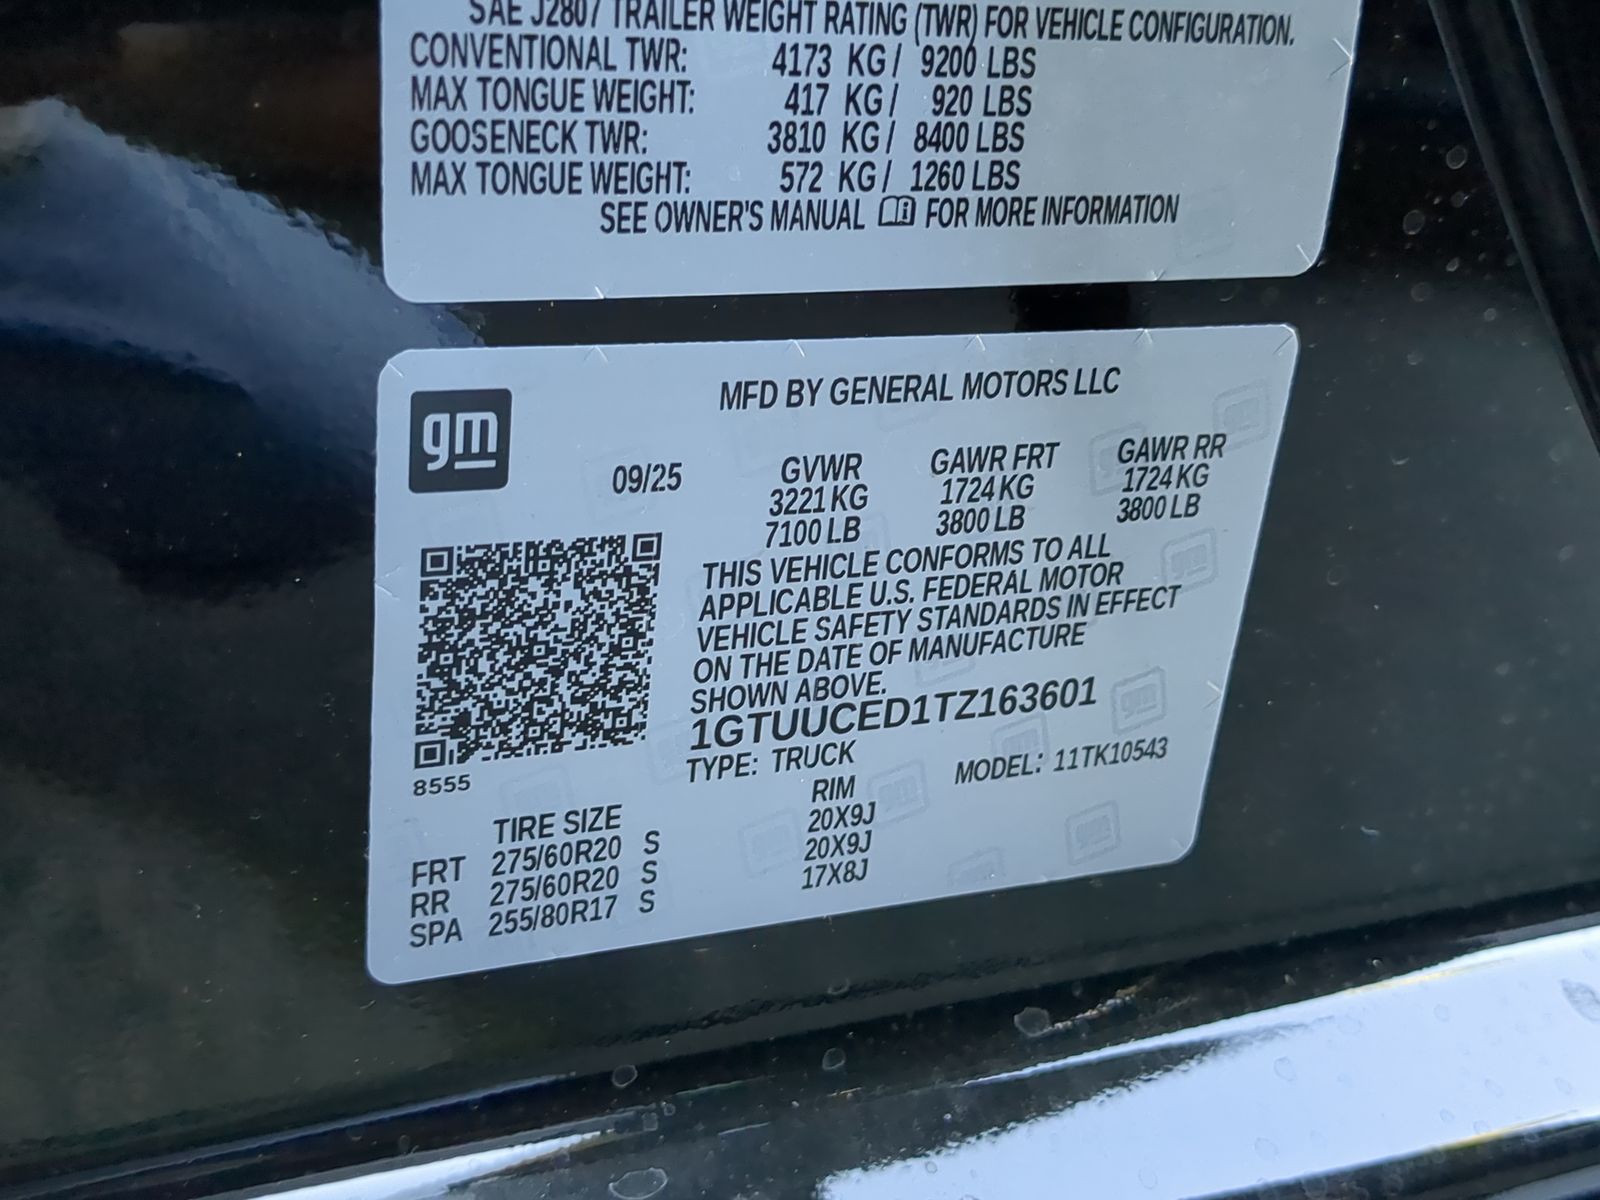 SAE J2807 TRAILER WEIGHT RATING (TWR) FOR VEHICLE CONFIGURATION.
CONVENTIONAL TWR: 4173 KG / 9200 LBS
MAX TONGUE WEIGHT: 417 KG / 920 LBS
GOOSENECK TWR: 3810 KG / 8400 LBS
MAX TONGUE WEIGHT: 572 KG / 1260 LBS
SEE OWNER'S MANUAL FOR MORE INFORMATION
gm
MFD BY GENERAL MOTORS LLC
09/25 GVWR GAWR FRT GAWR RR
3221 KG 1724 KG 1724 KG
7100 LB 3800 LB 3800 LB
THIS VEHICLE CONFORMS TO ALL
APPLICABLE U.S. FEDERAL MOTOR
VEHICLE SAFETY STANDARDS IN EFFECT
ON THE DATE OF MANUFACTURE
SHOWN ABOVE.
1GTUUCED1TZ163601
TYPE: TRUCK MODEL: 11TK10543
8555
TIRE SIZE RIM
FRT 275/60R20 S 20X9J
RR 275/60R20 S 20X9J
SPA 255/80R17 S 17X8J